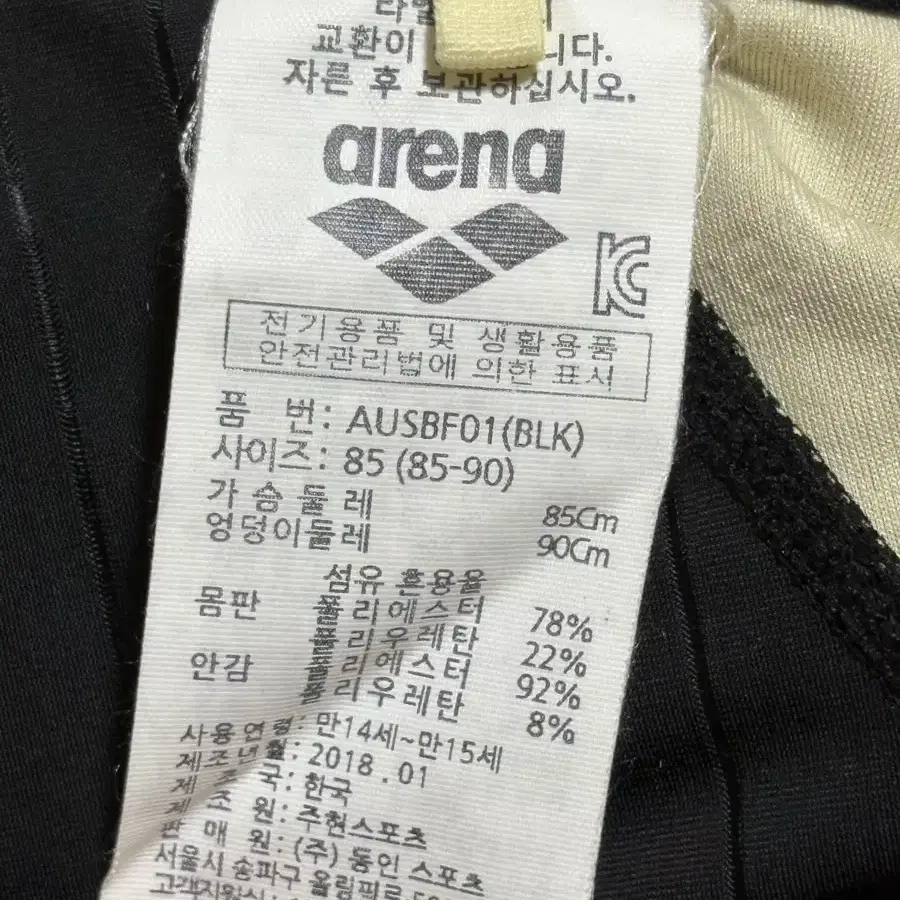 교환이 니다.
자른 후 보관하십시오.
arena
전기용품 및 생활용품
안전관리법에 의한 표시
품 번: AUSBF01(BLK)
사이즈: 85 (85-90)
가슴둘레 85Cm
엉덩이둘레 90Cm
섬유 혼용율
몸판 폴리에스터 78%
폴리우레탄 22%
안감 폴리에스터 92%
폴리우레탄 8%
사용연령: 만14세~만15세
제조년월: 2018.01
제조국: 한국
제조원: 주헌스포츠
판매원: (주) 동인 스포츠
서울시 송파구 올림픽로
고객지원실: